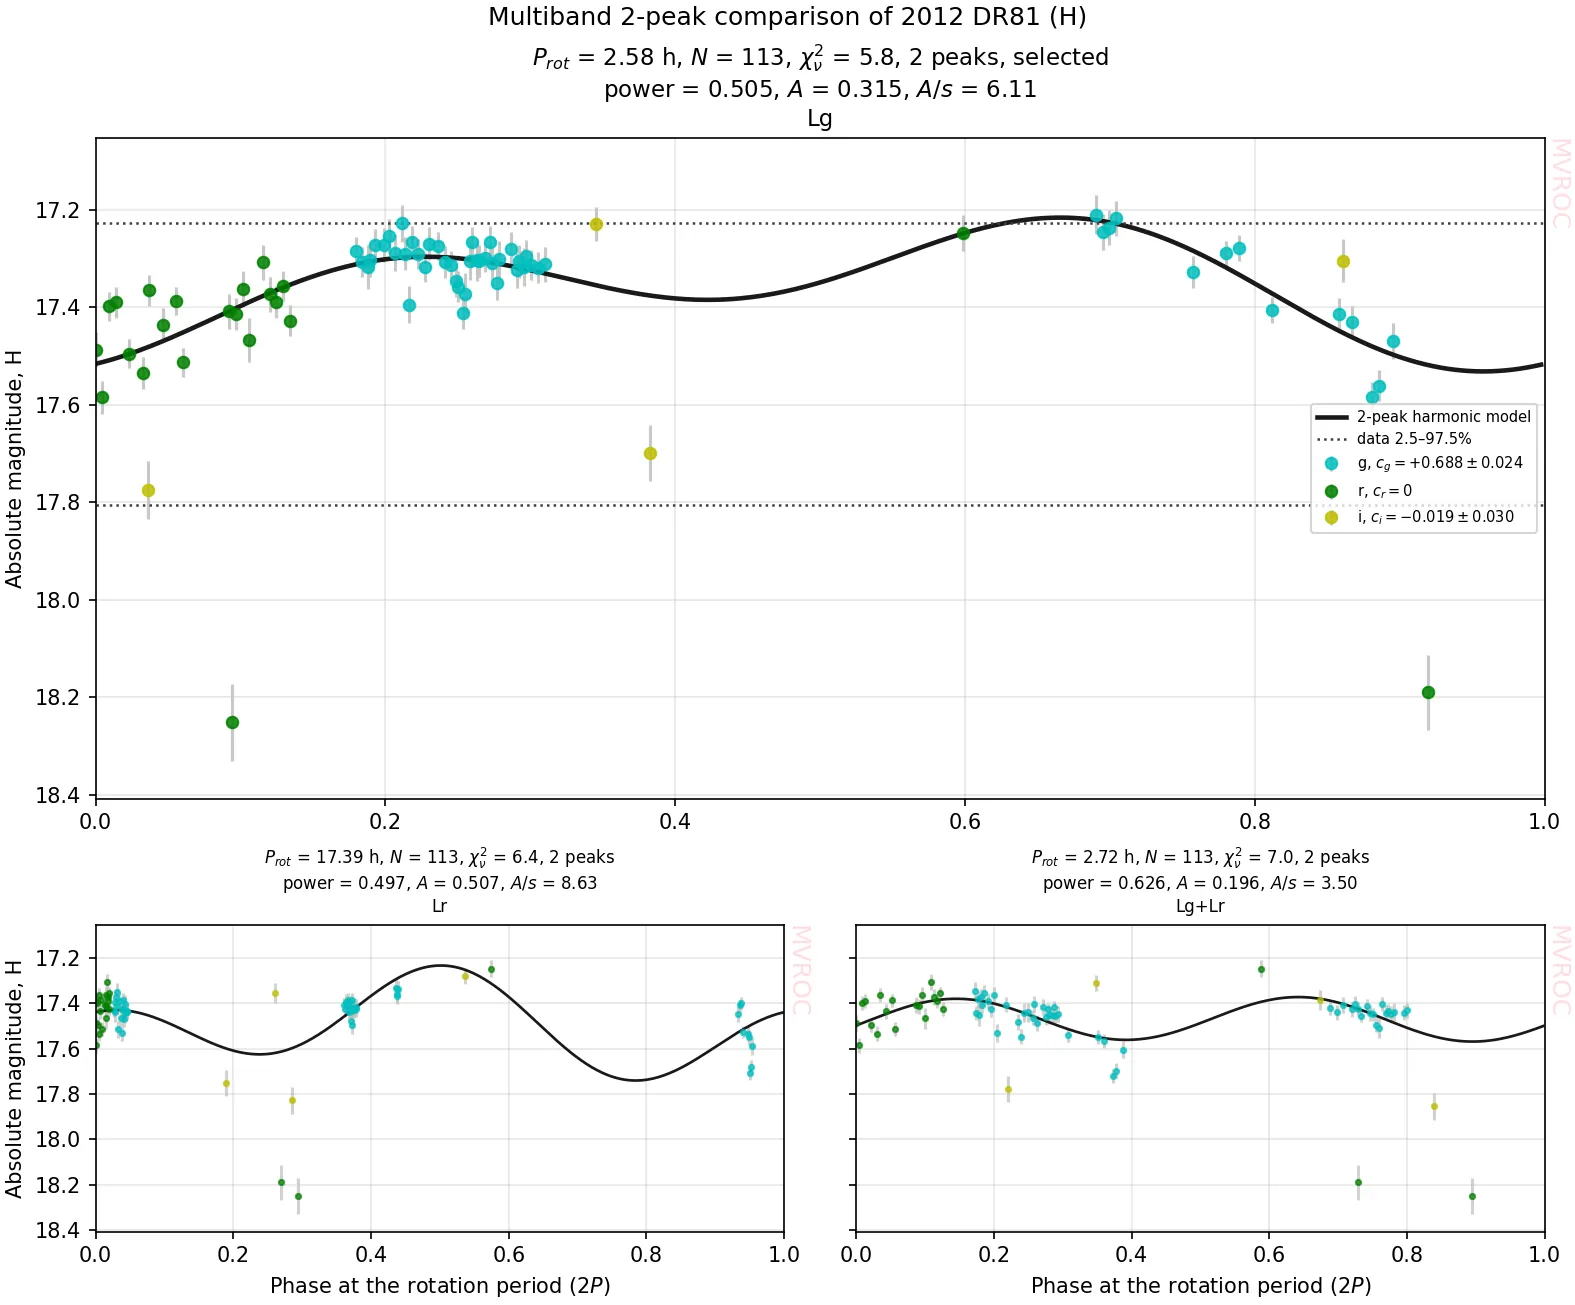 Multiband 2-peak comparison of 2012 DR81 (H)
P_rot = 2.58 h, N = 113, χ²_ν = 5.8, 2 peaks, selected
power = 0.505, A = 0.315, A/s = 6.11
Lg
MVROC
Absolute magnitude, H
17.2
17.4
17.6
17.8
18.0
18.2
18.4
2-peak harmonic model
data 2.5–97.5%
g, c_g = +0.688 ± 0.024
r, c_r = 0
i, c_i = −0.019 ± 0.030
0.0 0.2 0.4 0.6 0.8 1.0
P_rot = 17.39 h, N = 113, χ²_ν = 6.4, 2 peaks
power = 0.497, A = 0.507, A/s = 8.63
Lr
MVROC
Absolute magnitude, H
17.2
17.4
17.6
17.8
18.0
18.2
18.4
0.0 0.2 0.4 0.6 0.8 1.0
Phase at the rotation period (2P)
P_rot = 2.72 h, N = 113, χ²_ν = 7.0, 2 peaks
power = 0.626, A = 0.196, A/s = 3.50
Lg+Lr
MVROC
0.0 0.2 0.4 0.6 0.8 1.0
Phase at the rotation period (2P)